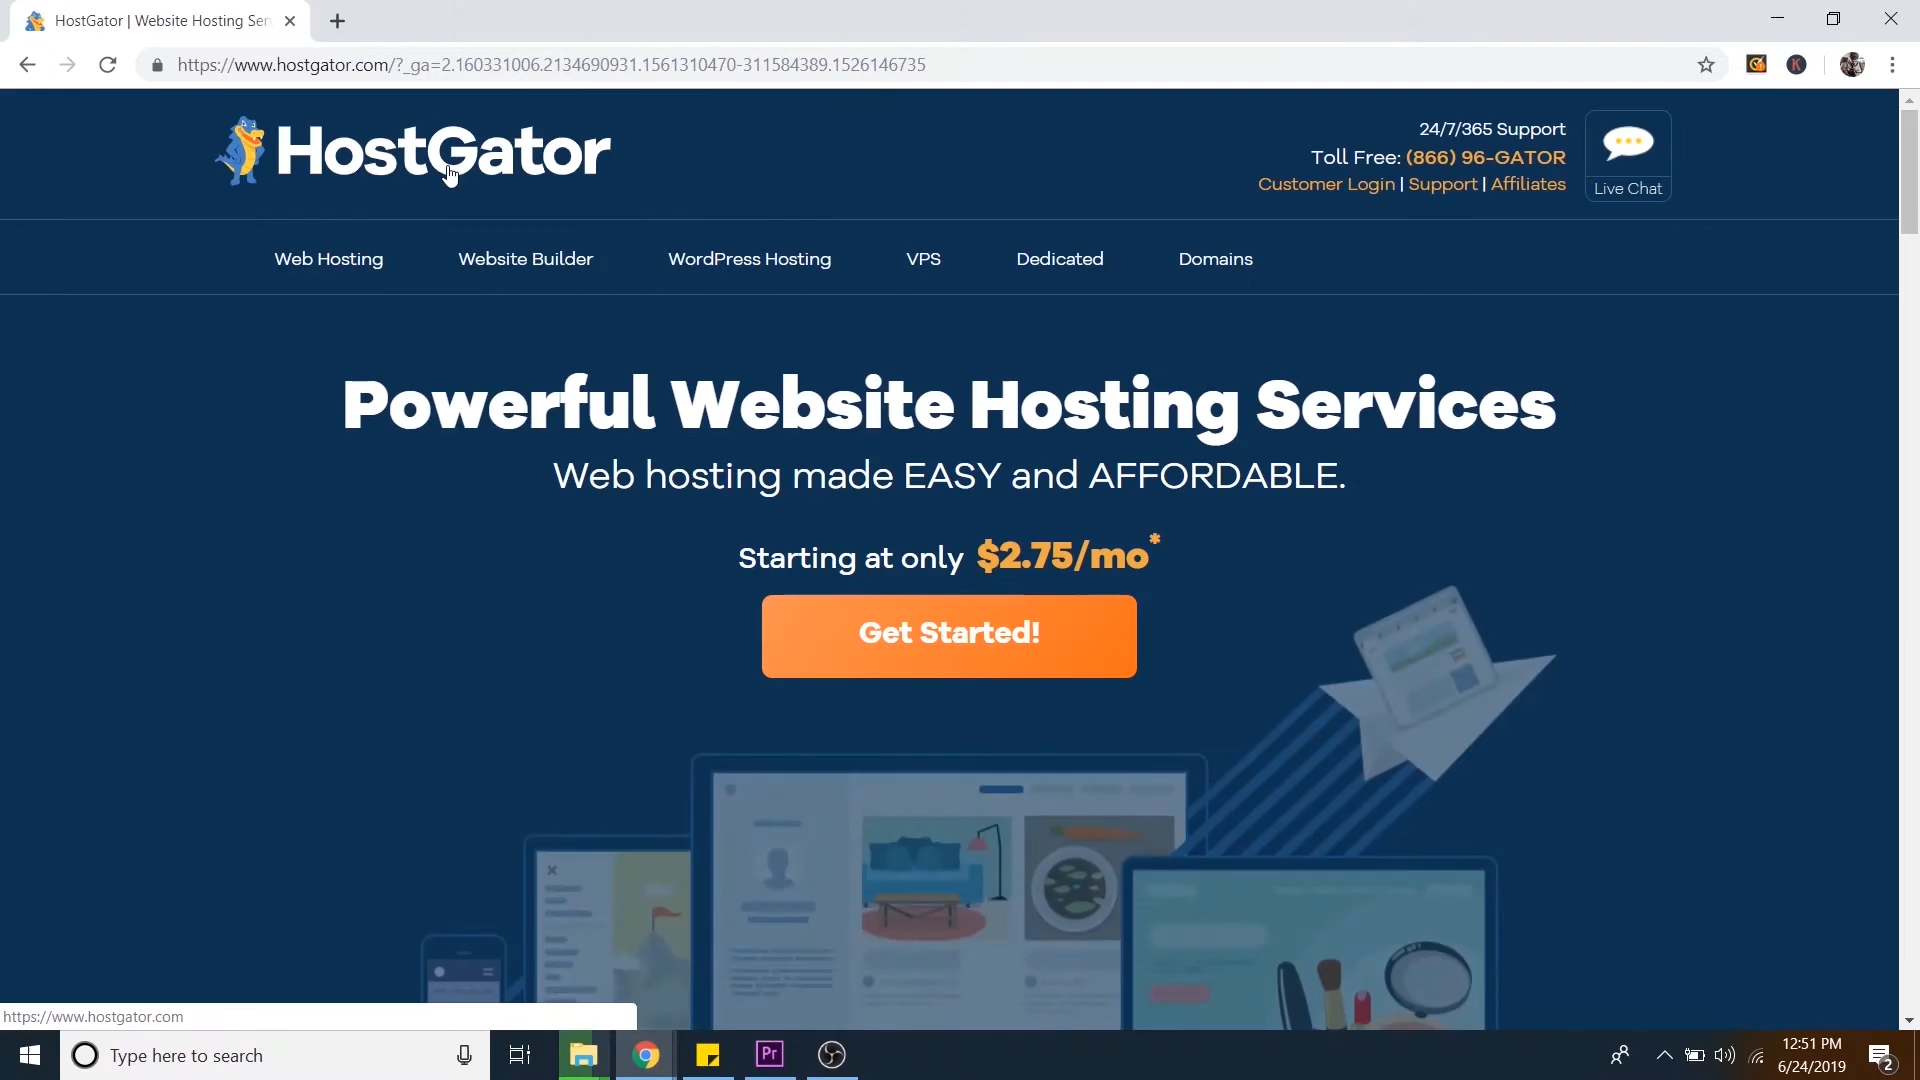 HostGator | Website Hosting Ser
https://www.hostgator.com/?_ga=2.160331006.2134690931.1561310470-311584389.1526146735
K
HostGator
24/7/365 Support
Toll Free: (866) 96-GATOR
Customer Login | Support | Affiliates
Live Chat
Web Hosting
Website Builder
WordPress Hosting
VPS
Dedicated
Domains
Powerful Website Hosting Services
Web hosting made EASY and AFFORDABLE.
Starting at only $2.75/mo*
Get Started!
https://www.hostgator.com
Type here to search
Pr
12:51 PM
6/24/2019
2